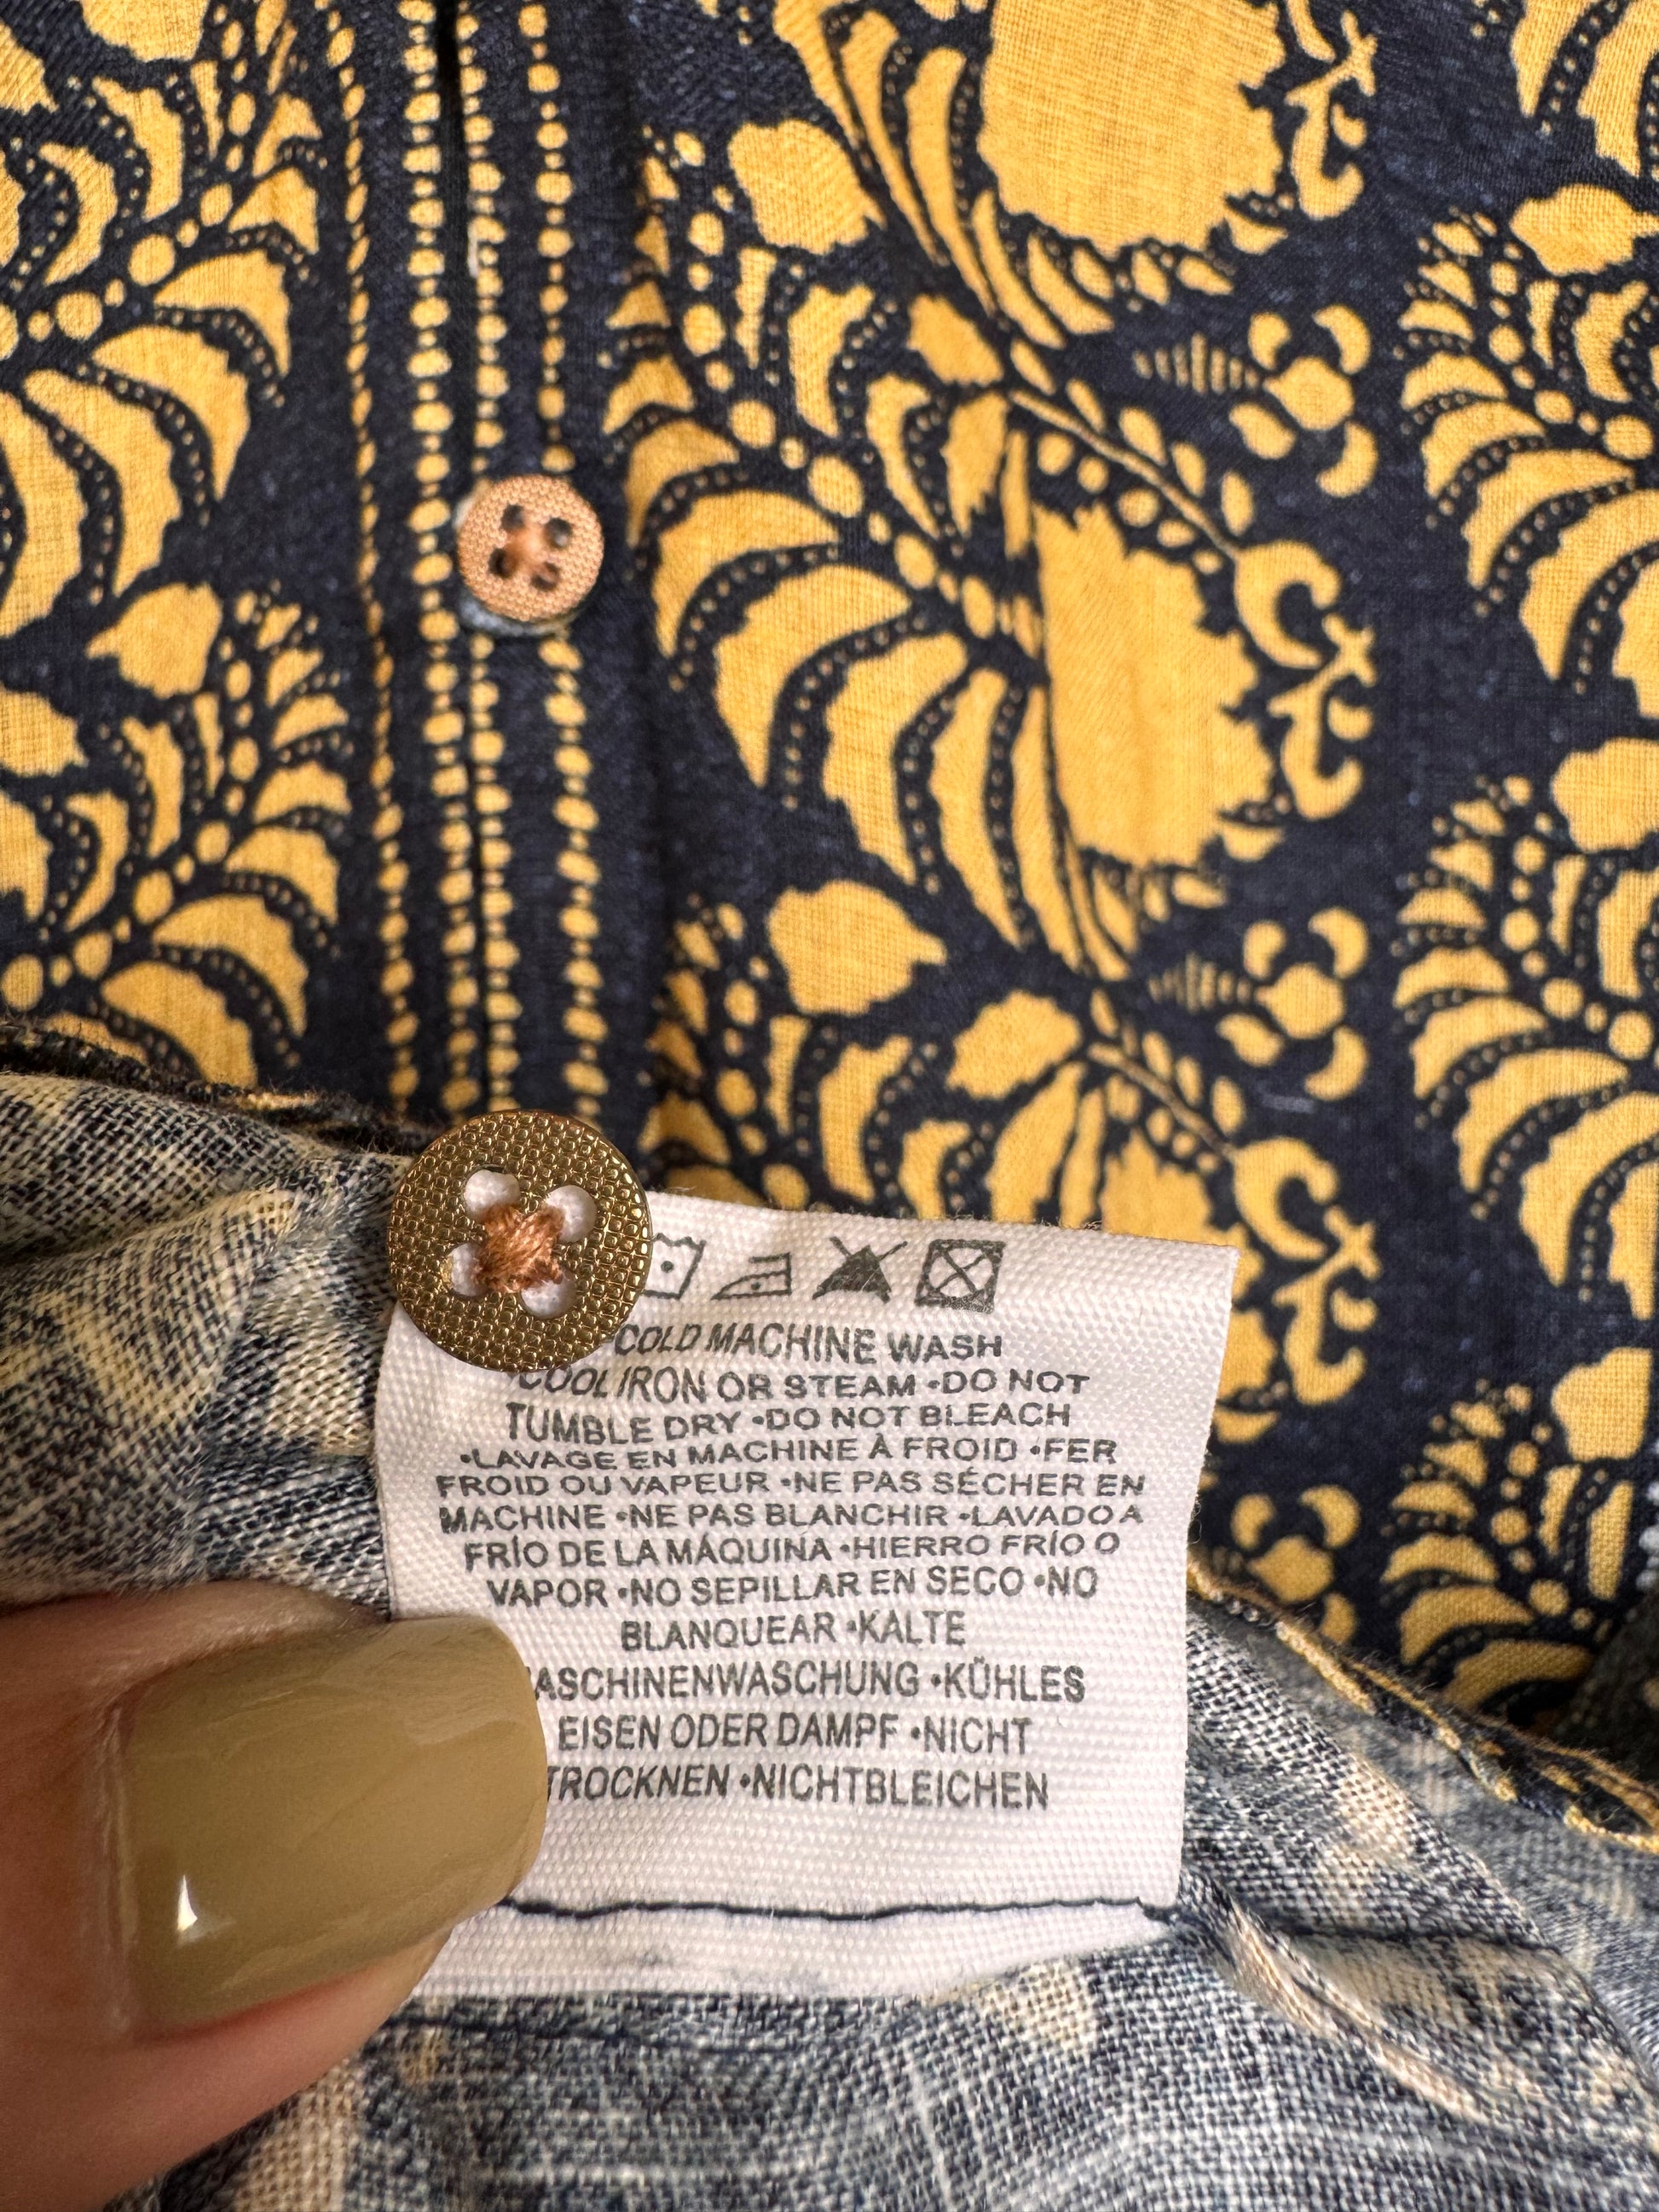 COLD MACHINE WASH
COOL IRON OR STEAM •DO NOT
TUMBLE DRY •DO NOT BLEACH
•LAVAGE EN MACHINE À FROID •FER
FROID OU VAPEUR •NE PAS SÉCHER EN
MACHINE •NE PAS BLANCHIR •LAVADO A
FRÍO DE LA MÁQUINA •HIERRO FRÍO O
VAPOR •NO SEPILLAR EN SECO •NO
BLANQUEAR •KALTE
ASCHINENWASCHUNG •KÜHLES
EISEN ODER DAMPF •NICHT
TROCKNEN •NICHTBLEICHEN